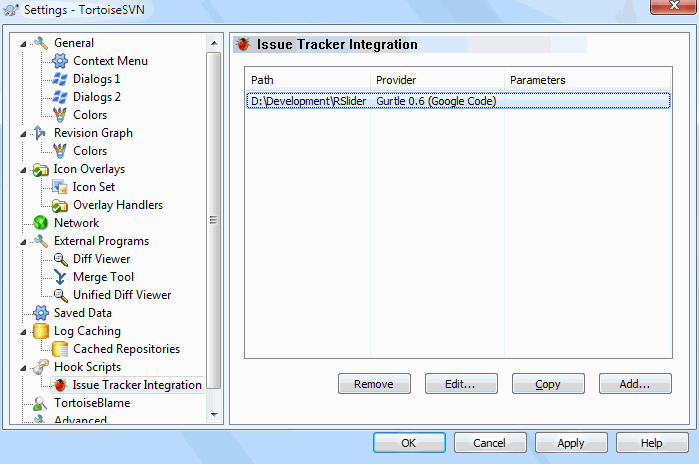 Settings - TortoiseSVN
General
Context Menu
Dialogs 1
Dialogs 2
Colors
Revision Graph
Colors
Icon Overlays
Icon Set
Overlay Handlers
Network
External Programs
Diff Viewer
Merge Tool
Unified Diff Viewer
Saved Data
Log Caching
Cached Repositories
Hook Scripts
Issue Tracker Integration
TortoiseBlame
Advanced
Issue Tracker Integration
Path Provider Parameters
D:\Development\RSlider Gurtle 0.6 (Google Code)
Remove Edit... Copy Add...
OK Cancel Apply Help